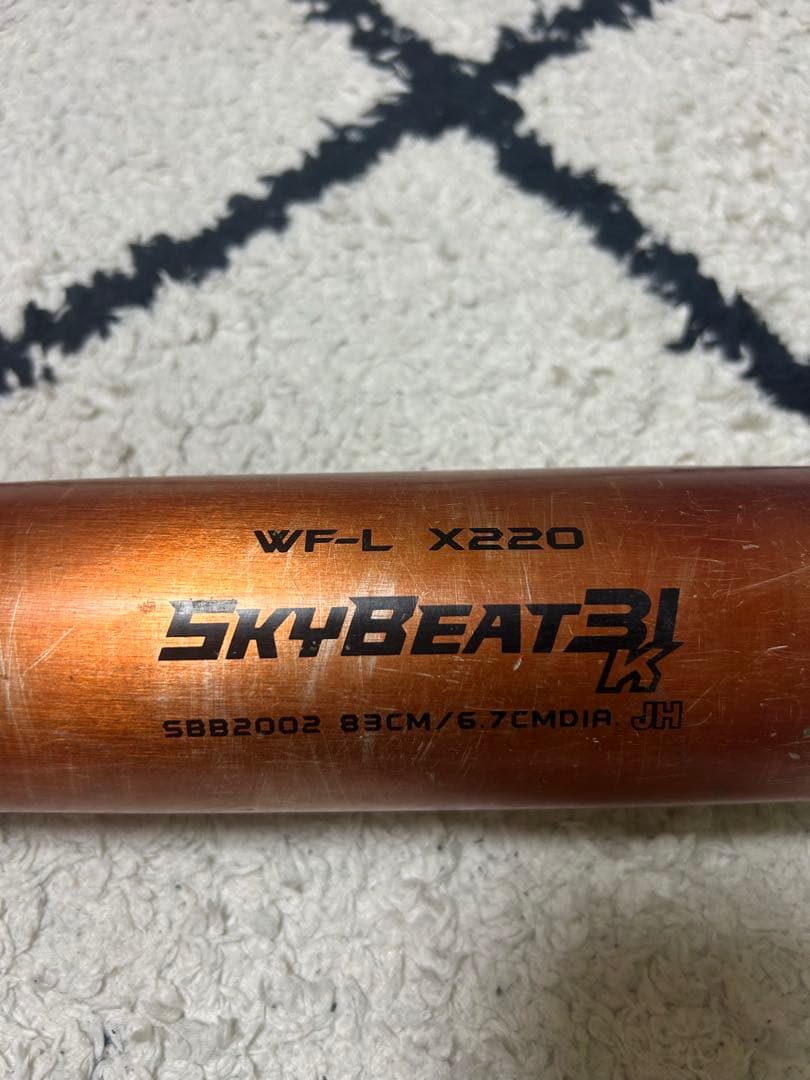 WF-L X220
SKYBEAT31
K
SBB2002 83CM/6.7CMDIA. JH